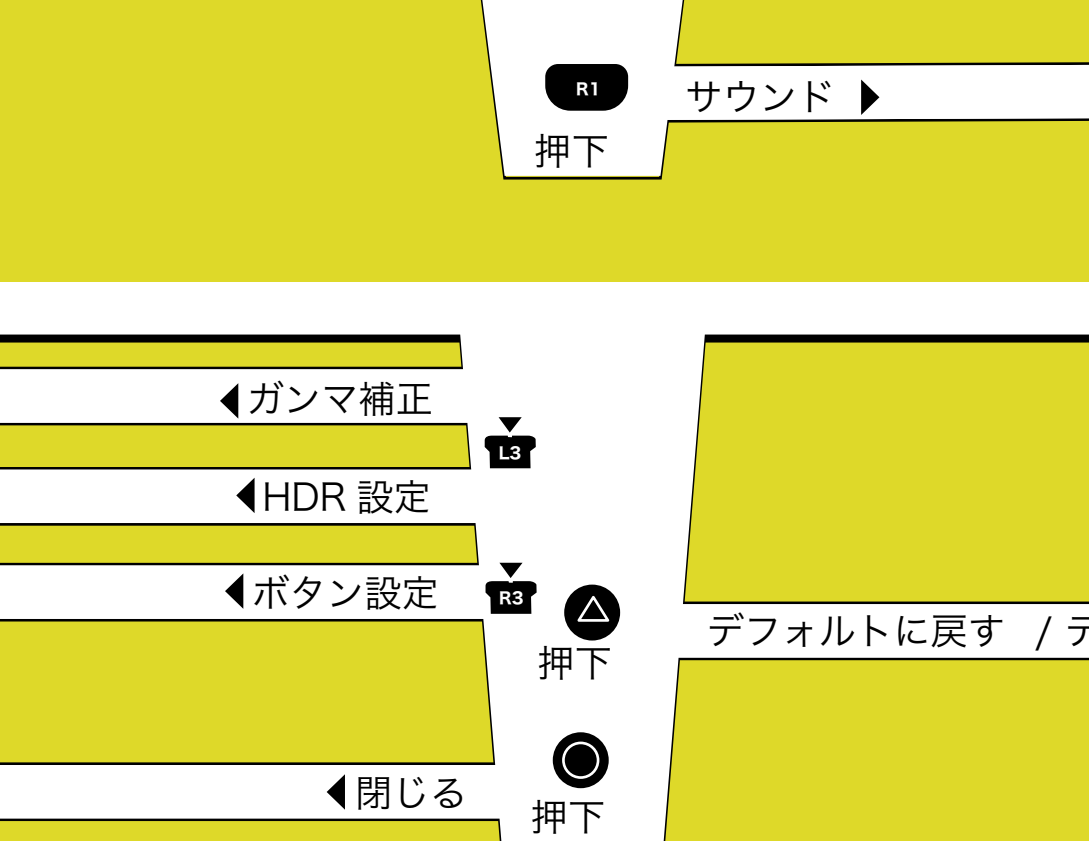 R1
サウンド
押下
ガンマ補正
L3
HDR 設定
ボタン設定
R3
デフォルトに戻す / デ
押下
閉じる
押下